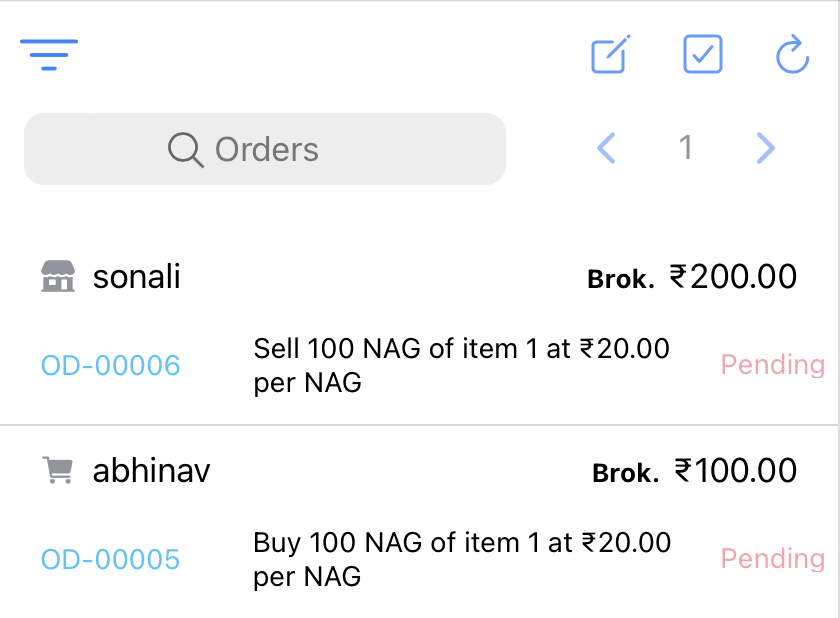 Orders
1
sonali
Brok. ₹200.00
OD-00006
Sell 100 NAG of item 1 at ₹20.00
per NAG
Pending
abhinav
Brok. ₹100.00
OD-00005
Buy 100 NAG of item 1 at ₹20.00
per NAG
Pending